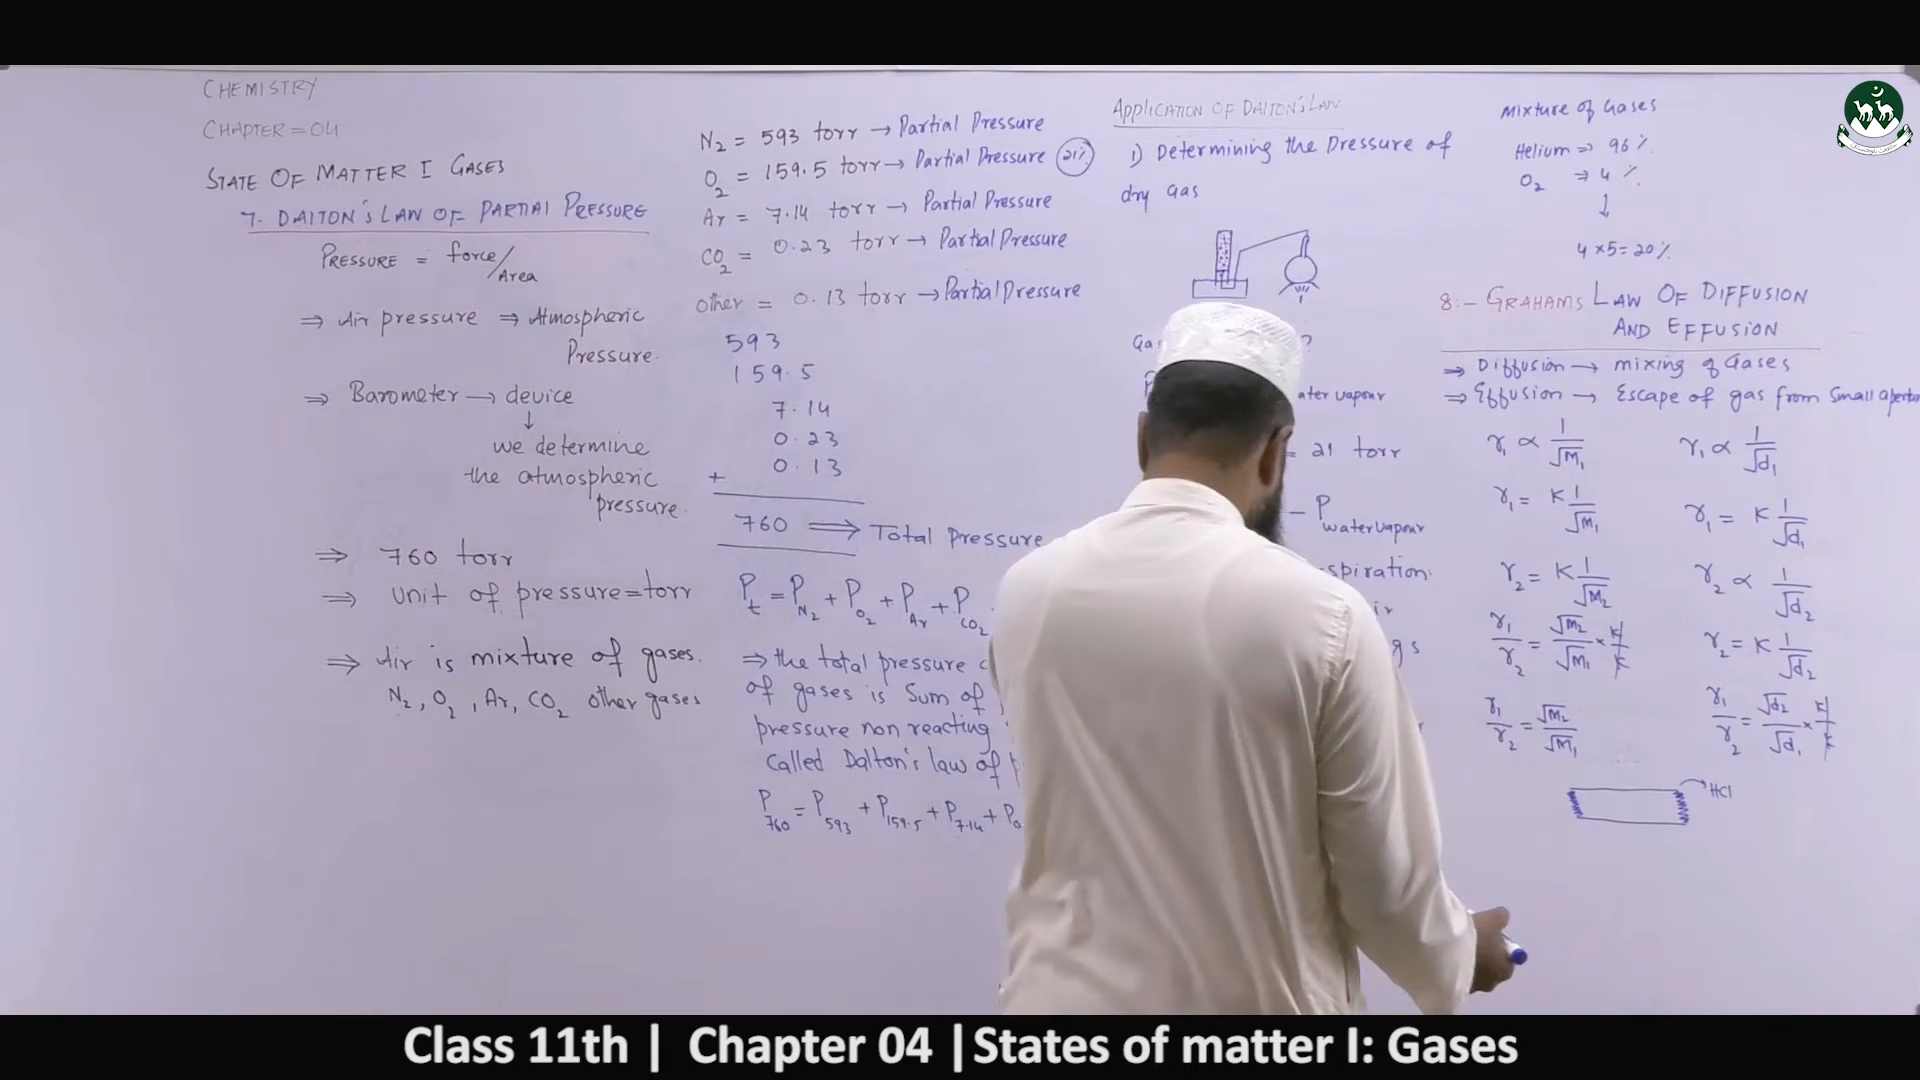 CHEMISTRY
CHAPTER = 04
STATE OF MATTER I GASES
7. DALTON'S LAW OF PARTIAL PRESSURE
PRESSURE = force/Area
⇒ Air pressure ⇒ Atmospheric
Pressure.
⇒ Barometer → device
↓
we determine
the atmospheric
pressure.
⇒ 760 torr
⇒ unit of pressure = torr
⇒ Air is mixture of gases.
N₂, O₂, Ar, CO₂ other gases
N₂ = 593 torr → Partial Pressure
O₂ = 159.5 torr → Partial Pressure 21%
Ar = 7.14 torr → Partial Pressure
CO₂ = 0.23 torr → Partial Pressure
other = 0.13 torr → Partial Pressure
593
159.5
7.14
0.23
+ 0.13
760 ⇒ Total Pressure
Pt = PN₂ + PO₂ + PAr + PCO₂
⇒ the total pressure
of gases is sum of
pressure non reacting
called Dalton's law of
P760 = P593 + P159.5 + P7.14 + P0
APPLICATION OF DALTON'S LAW
1) Determining the Pressure of
dry gas
ater vapour
= 21 torr
− Pwater vapour
spiration.
ir
gs
Mixture of Gases
Helium ⇒ 96 %
O₂ ⇒ 4 %
↓
4 × 5 = 20 %
8:- GRAHAMS LAW OF DIFFUSION
AND EFFUSION
⇒ Diffusion → mixing of Gases
⇒ Effusion → Escape of gas from small apertur
r₁ ∝ 1/√M₁
r₁ = K 1/√M₁
r₂ = K 1/√M₂
r₁/r₂ = √M₂/√M₁ × K/K
r₁/r₂ = √M₂/√M₁
r₁ ∝ 1/√d₁
r₁ = K 1/√d₁
r₂ ∝ 1/√d₂
r₂ = K 1/√d₂
r₁/r₂ = √d₂/√d₁ × K/K
HCl
Class 11th | Chapter 04 | States of matter I: Gases